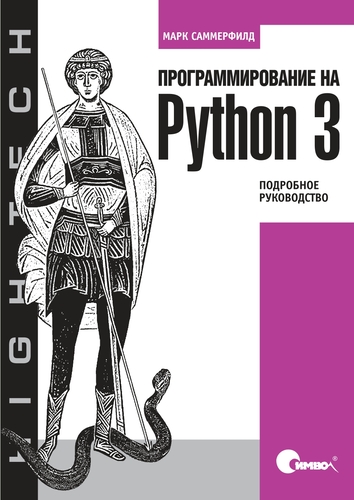 МАРК САММЕРФИЛД
ПРОГРАММИРОВАНИЕ НА
Python 3
ПОДРОБНОЕ
РУКОВОДСТВО
HIGH TECH
СИМВОЛ